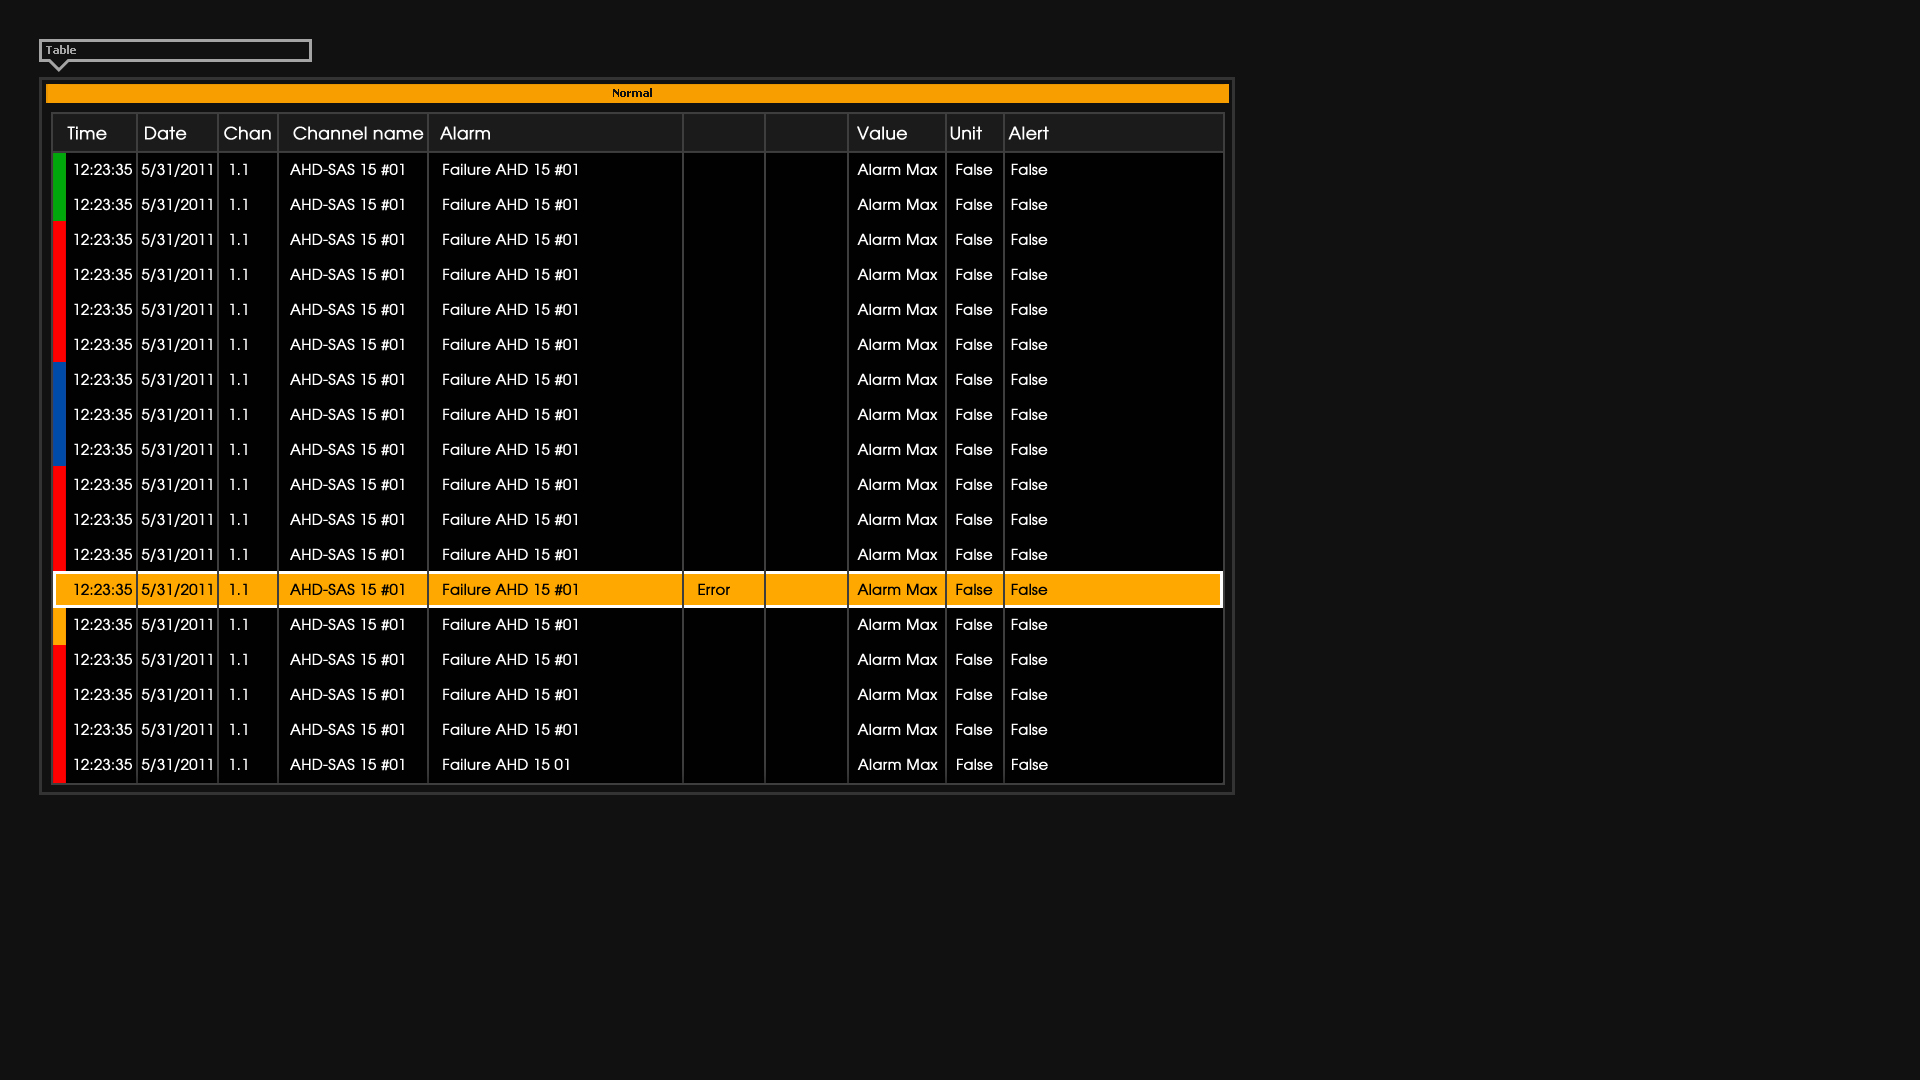 Table
Normal
Time Date Chan Channel name Alarm Value Unit Alert
12:23:35 5/31/2011 1.1 AHD-SAS 15 #01 Failure AHD 15 #01 Alarm Max False False
12:23:35 5/31/2011 1.1 AHD-SAS 15 #01 Failure AHD 15 #01 Alarm Max False False
12:23:35 5/31/2011 1.1 AHD-SAS 15 #01 Failure AHD 15 #01 Alarm Max False False
12:23:35 5/31/2011 1.1 AHD-SAS 15 #01 Failure AHD 15 #01 Alarm Max False False
12:23:35 5/31/2011 1.1 AHD-SAS 15 #01 Failure AHD 15 #01 Alarm Max False False
12:23:35 5/31/2011 1.1 AHD-SAS 15 #01 Failure AHD 15 #01 Alarm Max False False
12:23:35 5/31/2011 1.1 AHD-SAS 15 #01 Failure AHD 15 #01 Alarm Max False False
12:23:35 5/31/2011 1.1 AHD-SAS 15 #01 Failure AHD 15 #01 Alarm Max False False
12:23:35 5/31/2011 1.1 AHD-SAS 15 #01 Failure AHD 15 #01 Alarm Max False False
12:23:35 5/31/2011 1.1 AHD-SAS 15 #01 Failure AHD 15 #01 Alarm Max False False
12:23:35 5/31/2011 1.1 AHD-SAS 15 #01 Failure AHD 15 #01 Alarm Max False False
12:23:35 5/31/2011 1.1 AHD-SAS 15 #01 Failure AHD 15 #01 Alarm Max False False
12:23:35 5/31/2011 1.1 AHD-SAS 15 #01 Failure AHD 15 #01 Error Alarm Max False False
12:23:35 5/31/2011 1.1 AHD-SAS 15 #01 Failure AHD 15 #01 Alarm Max False False
12:23:35 5/31/2011 1.1 AHD-SAS 15 #01 Failure AHD 15 #01 Alarm Max False False
12:23:35 5/31/2011 1.1 AHD-SAS 15 #01 Failure AHD 15 #01 Alarm Max False False
12:23:35 5/31/2011 1.1 AHD-SAS 15 #01 Failure AHD 15 #01 Alarm Max False False
12:23:35 5/31/2011 1.1 AHD-SAS 15 #01 Failure AHD 15 01 Alarm Max False False